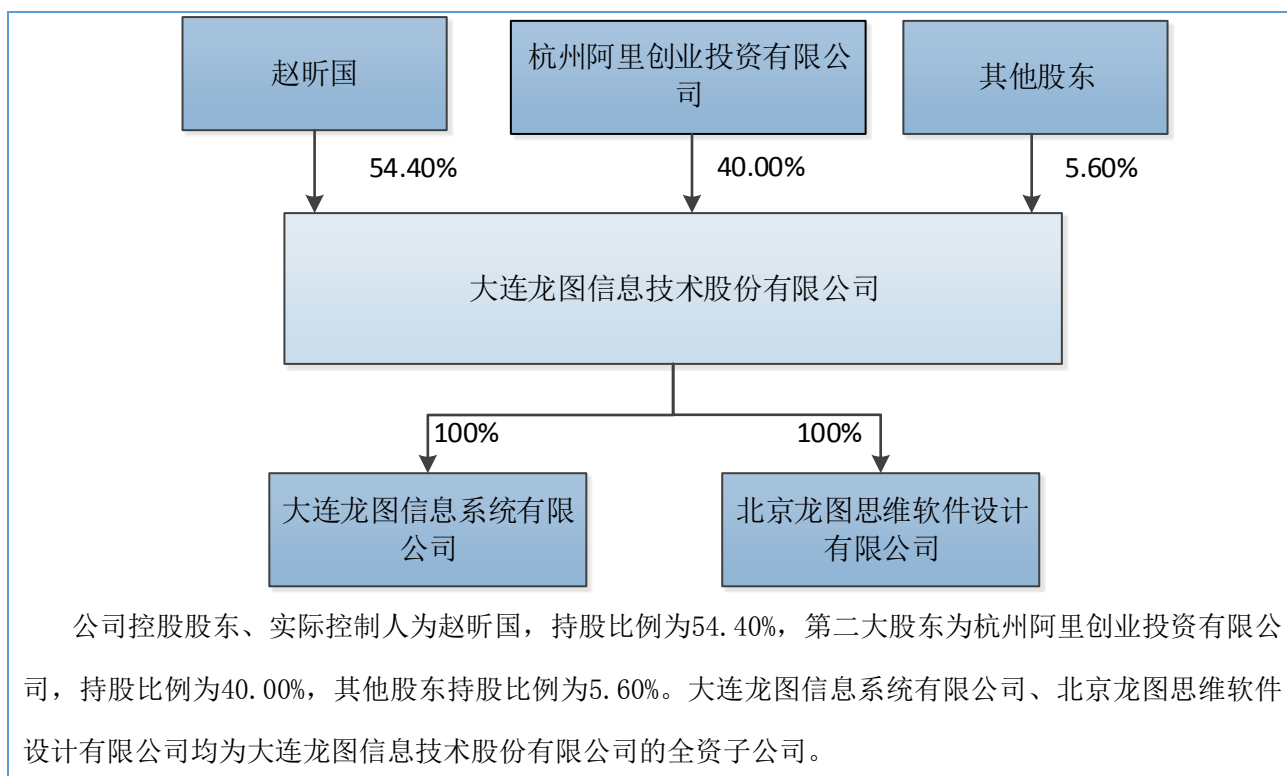 赵昕国
杭州阿里创业投资有限公
司
其他股东
54.40%
40.00%
5.60%
大连龙图信息技术股份有限公司
100%
100%
大连龙图信息系统有限
公司
北京龙图思维软件设计
有限公司
公司控股股东、实际控制人为赵昕国，持股比例为54.40%，第二大股东为杭州阿里创业投资有限公
司，持股比例为40.00%，其他股东持股比例为5.60%。大连龙图信息系统有限公司、北京龙图思维软件
设计有限公司均为大连龙图信息技术股份有限公司的全资子公司。